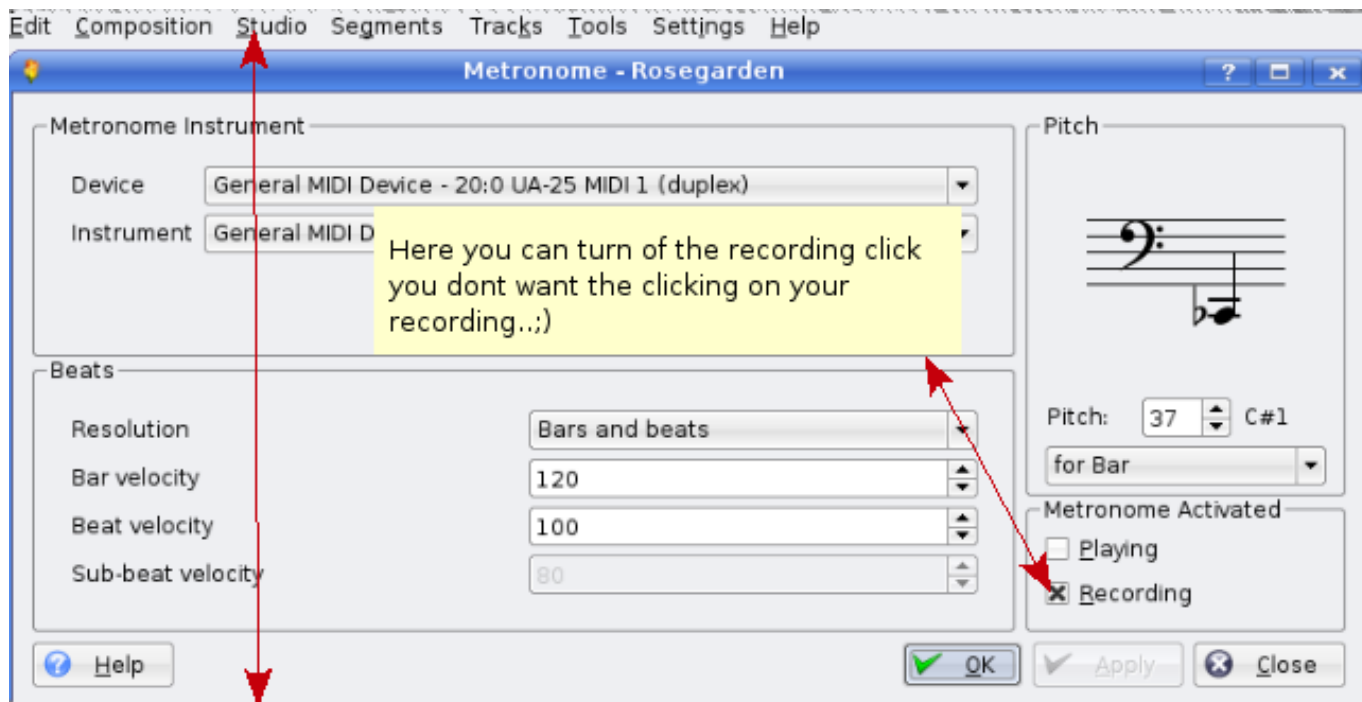 Edit Composition Studio Segments Tracks Tools Settings Help
Metronome - Rosegarden
Metronome Instrument
Device General MIDI Device - 20:0 UA-25 MIDI 1 (duplex)
Instrument General MIDI D
Here you can turn of the recording click
you dont want the clicking on your
recording..;)
Beats
Resolution Bars and beats
Bar velocity 120
Beat velocity 100
Sub-beat velocity 80
Pitch
Pitch: 37 C#1
for Bar
Metronome Activated
Playing
Recording
Help OK Apply Close